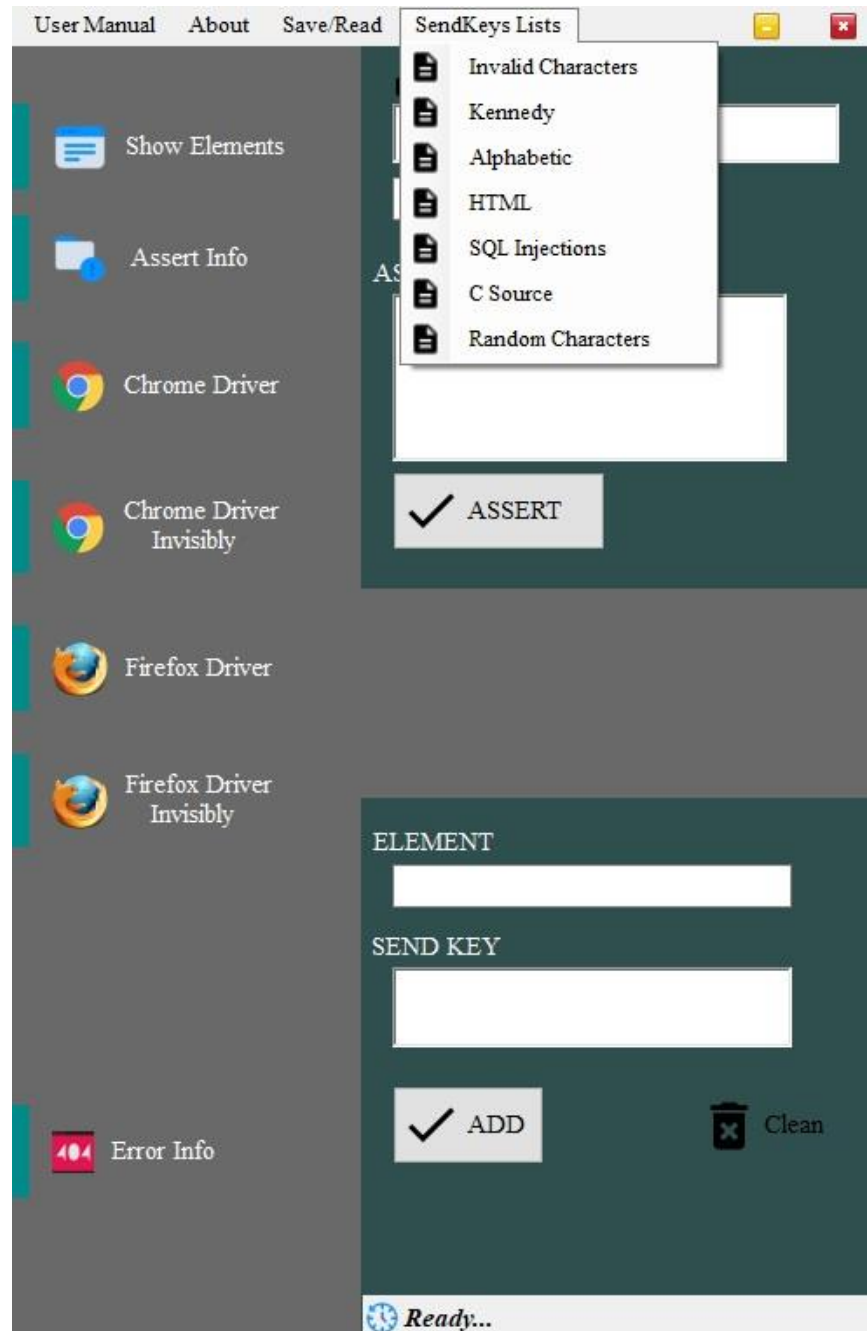 User Manual About Save/Read SendKeys Lists
Invalid Characters
Kennedy
Alphabetic
HTML
SQL Injections
C Source
Random Characters
Show Elements
Assert Info
Chrome Driver
Chrome Driver
Invisibly
Firefox Driver
Firefox Driver
Invisibly
404 Error Info
ASSERT
ELEMENT
SEND KEY
ADD
Clean
Ready...